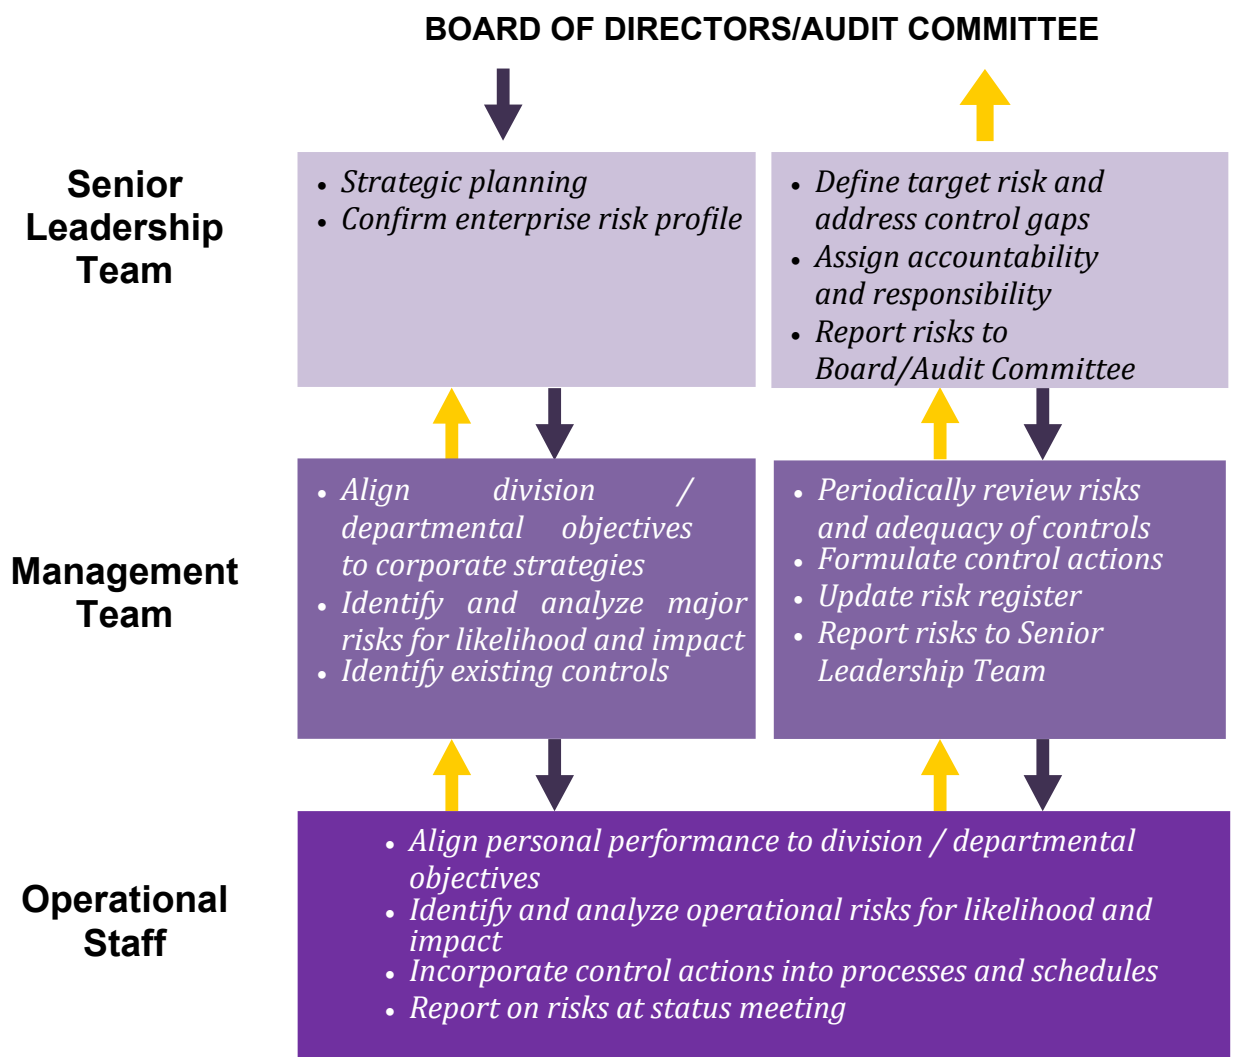 BOARD OF DIRECTORS/AUDIT COMMITTEE
Senior
Leadership
Team
• Strategic planning
• Confirm enterprise risk profile
• Define target risk and
address control gaps
• Assign accountability
and responsibility
• Report risks to
Board/Audit Committee
Management
Team
• Align division /
departmental objectives
to corporate strategies
• Identify and analyze major
risks for likelihood and impact
• Identify existing controls
• Periodically review risks
and adequacy of controls
• Formulate control actions
• Update risk register
• Report risks to Senior
Leadership Team
Operational
Staff
• Align personal performance to division / departmental
objectives
• Identify and analyze operational risks for likelihood and
impact
• Incorporate control actions into processes and schedules
• Report on risks at status meeting